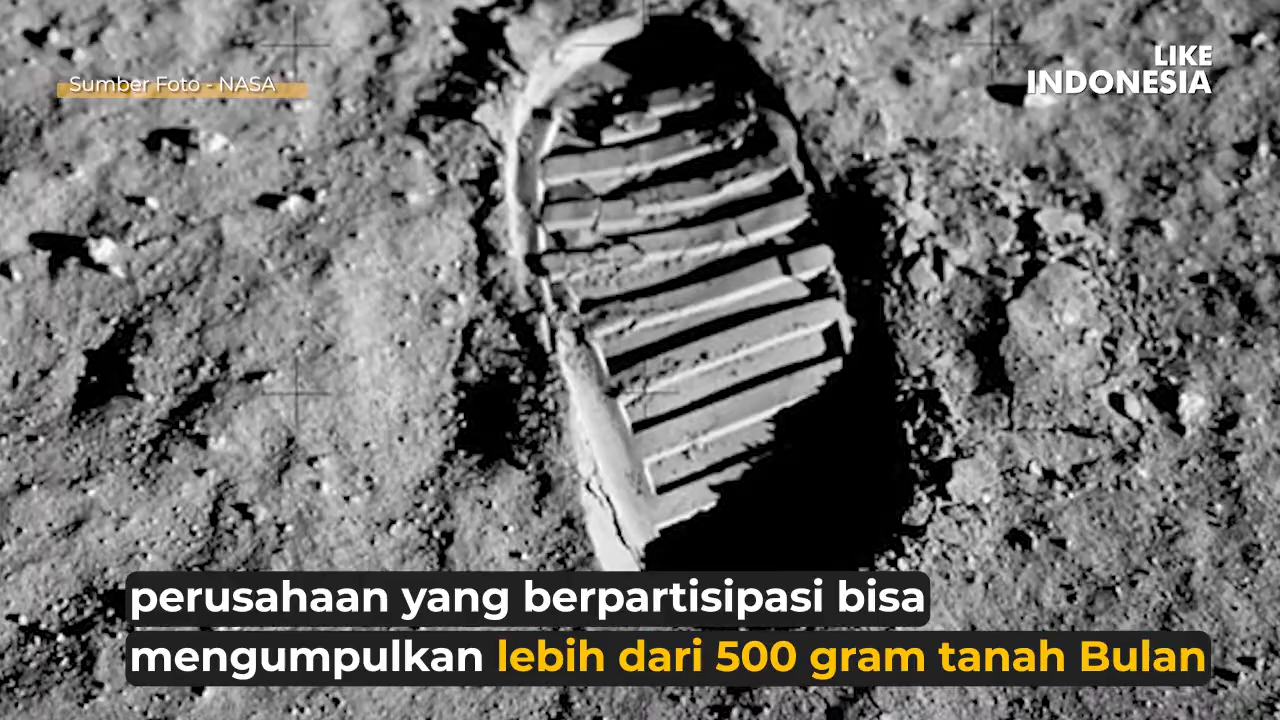 Sumber Foto - NASA
LIKE
INDONESIA
perusahaan yang berpartisipasi bisa
mengumpulkan lebih dari 500 gram tanah Bulan